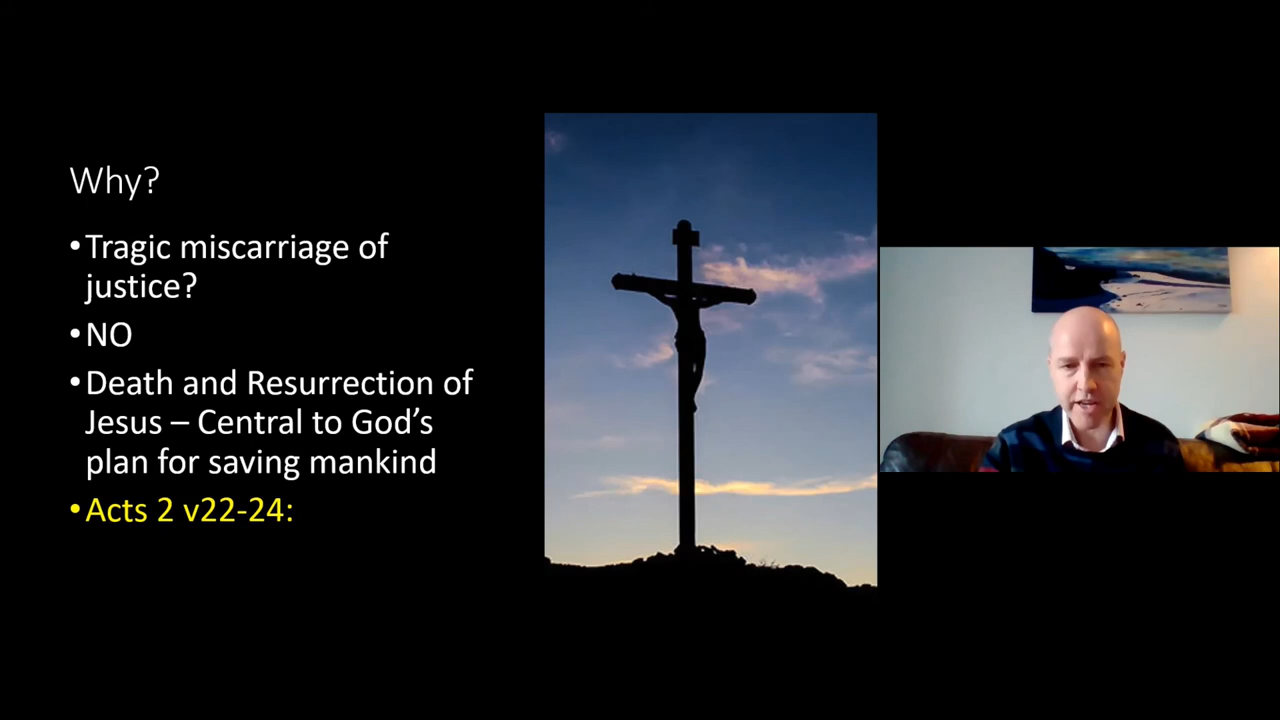 Why?
•Tragic miscarriage of
justice?
•NO
•Death and Resurrection of
Jesus – Central to God’s
plan for saving mankind
•Acts 2 v22-24: